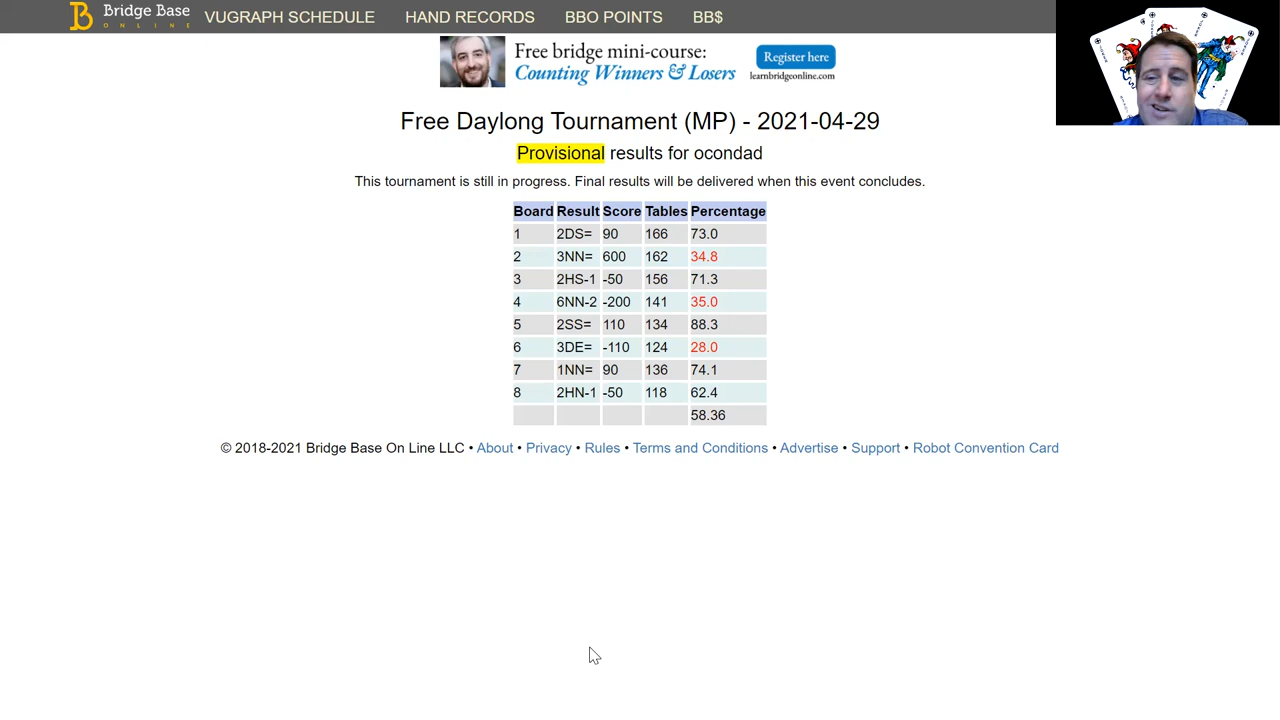 Bridge Base
ONLINE
VUGRAPH SCHEDULE HAND RECORDS BBO POINTS BB$
Free bridge mini-course:
Counting Winners & Losers
Register here
learnbridgeonline.com
Free Daylong Tournament (MP) - 2021-04-29
Provisional results for ocondad
This tournament is still in progress. Final results will be delivered when this event concludes.
Board Result Score Tables Percentage
1 2DS= 90 166 73.0
2 3NN= 600 162 34.8
3 2HS-1 -50 156 71.3
4 6NN-2 -200 141 35.0
5 2SS= 110 134 88.3
6 3DE= -110 124 28.0
7 1NN= 90 136 74.1
8 2HN-1 -50 118 62.4
58.36
© 2018-2021 Bridge Base On Line LLC • About • Privacy • Rules • Terms and Conditions • Advertise • Support • Robot Convention Card